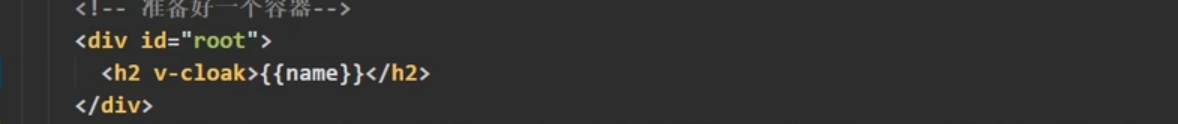 <!-- 准备好一个容器-->
<div id="root">
<h2 v-cloak>{{name}}</h2>
</div>